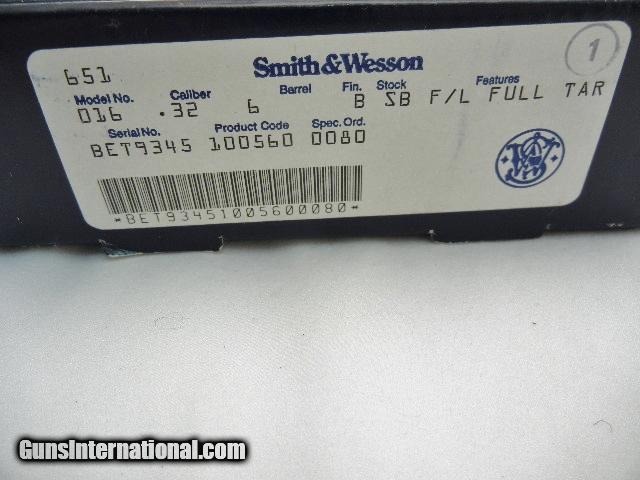 651
Smith & Wesson
1
Model No. Caliber Barrel Fin. Stock Features
016 .32 6 B SB F/L FULL TAR
Serial No. Product Code Spec. Ord.
BET9345 100560 0080
*BET93451005600080*
GunsInternational.com